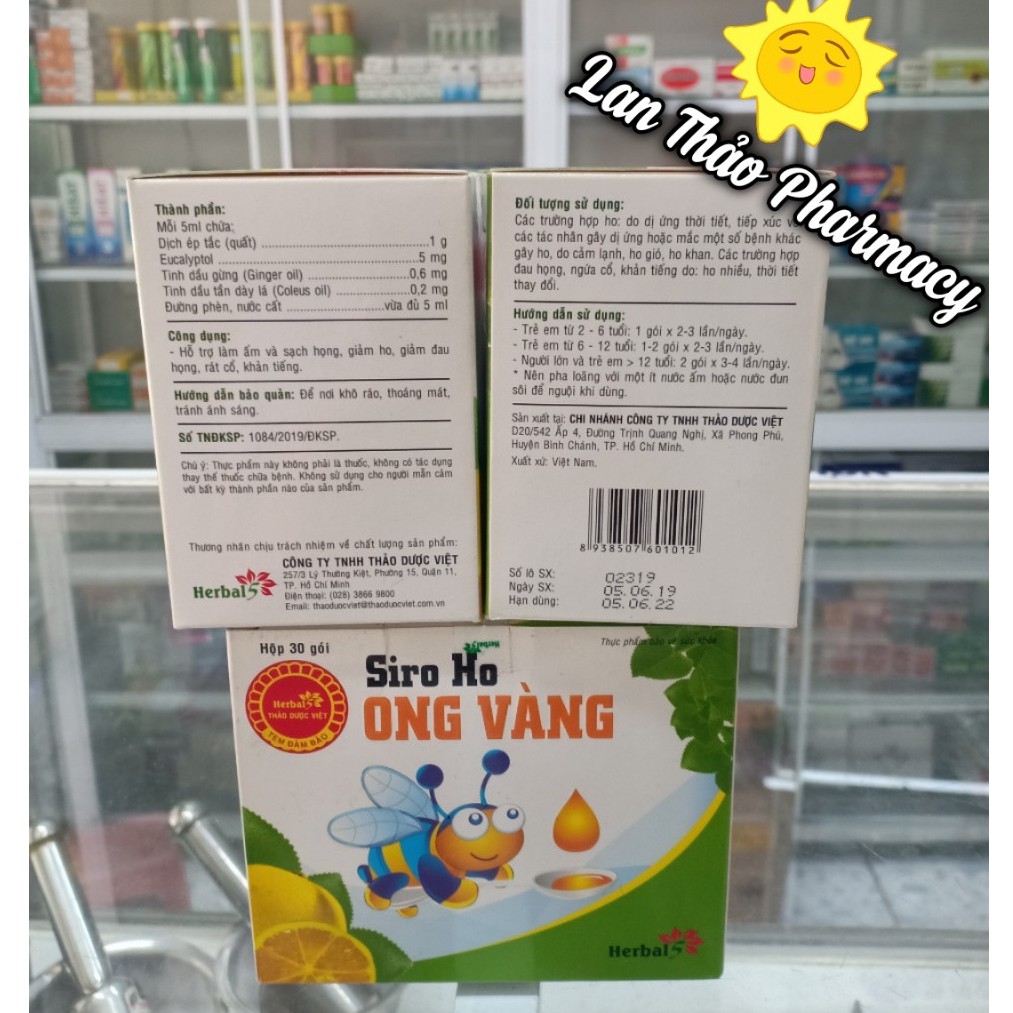 Lan Thảo Pharmacy
Thành phần:
Mỗi 5ml chứa:
Dịch ép tắc (quất) ........................1 g
Eucalyptol ........................5 mg
Tinh dầu gừng (Ginger oil) ........................0,6 mg
Tinh dầu tần dày lá (Coleus oil) ........................0,2 mg
Đường phèn, nước cất ........................vừa đủ 5 ml
Công dụng:
- Hỗ trợ làm ấm và sạch họng, giảm ho, giảm đau
họng, rát cổ, khản tiếng.
Hướng dẫn bảo quản: Để nơi khô ráo, thoáng mát,
tránh ánh sáng.
Số TNĐKSP: 1084/2019/ĐKSP.
Chú ý: Thực phẩm này không phải là thuốc, không có tác dụng
thay thế thuốc chữa bệnh. Không sử dụng cho người mẫn cảm
với bất kỳ thành phần nào của sản phẩm.
Thương nhân chịu trách nhiệm về chất lượng sản phẩm:
CÔNG TY TNHH THẢO DƯỢC VIỆT
257/3 Lý Thường Kiệt, Phường 15, Quận 11,
TP. Hồ Chí Minh
Điện thoại: (028) 3866 9800
Email: thaoduocviet@thaoduocviet.com.vn
Herbal5
Đối tượng sử dụng:
Các trường hợp ho: do dị ứng thời tiết, tiếp xúc
các tác nhân gây dị ứng hoặc mắc một số bệnh khác
gây ho, do cảm lạnh, ho gió, ho khan. Các trường hợp
đau họng, ngứa cổ, khản tiếng do: ho nhiều, thời tiết
thay đổi.
Hướng dẫn sử dụng:
- Trẻ em từ 2 - 6 tuổi: 1 gói x 2-3 lần/ngày.
- Trẻ em từ 6 - 12 tuổi: 1-2 gói x 2-3 lần/ngày.
- Người lớn và trẻ em > 12 tuổi: 2 gói x 3-4 lần/ngày.
* Nên pha loãng với một ít nước ấm hoặc nước đun
sôi để nguội khi dùng.
Sản xuất tại: CHI NHÁNH CÔNG TY TNHH THẢO DƯỢC VIỆT
D20/542 Ấp 4, Đường Trịnh Quang Nghị, Xã Phong Phú,
Huyện Bình Chánh, TP. Hồ Chí Minh.
Xuất xứ: Việt Nam.
8 938507 601012
Số lô SX: 02319
Ngày SX: 05.06.19
Hạn dùng: 05.06.22
Hộp 30 gói
Thực phẩm bảo vệ sức khỏe
Herbal5
Siro Ho
ONG VÀNG
Herbal5
THẢO DƯỢC VIỆT
TEM ĐẢM BẢO
Herbal5